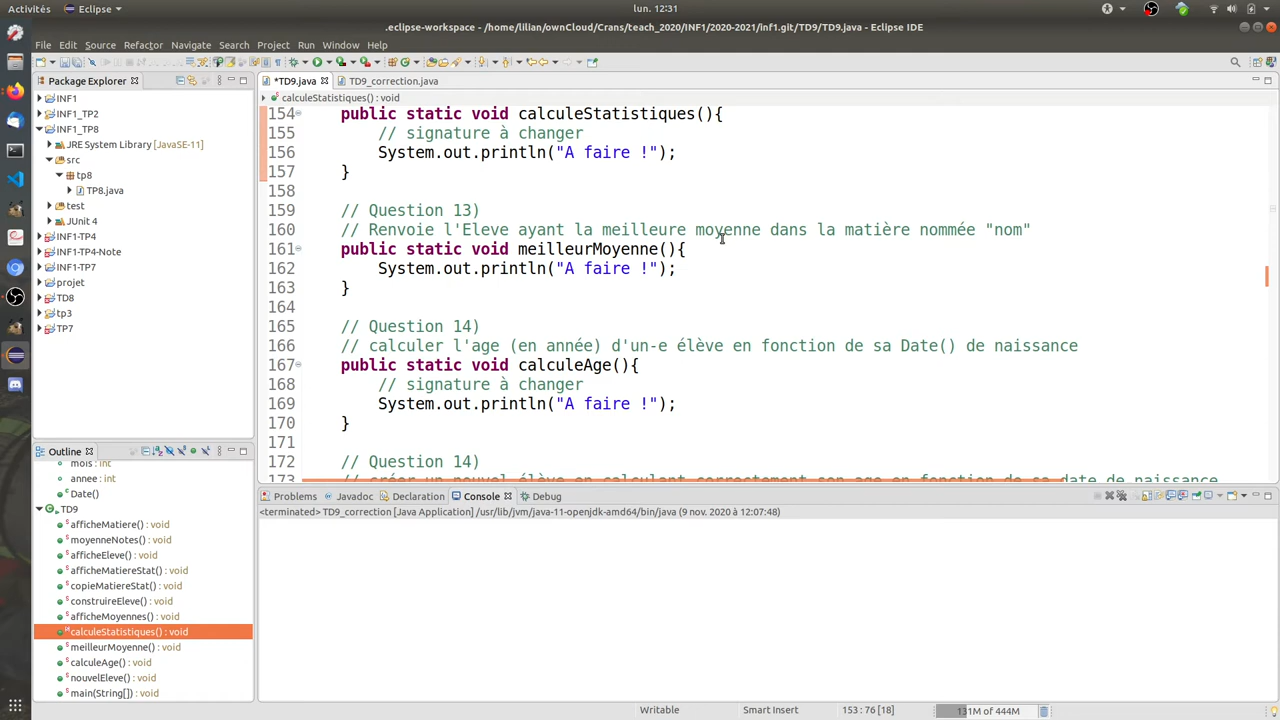 Activités
Eclipse
lun. 12:31
.eclipse-workspace - /home/lilian/ownCloud/Crans/teach_2020/INF1/2020-2021/inf1.git/TD9/TD9.java - Eclipse IDE
File Edit Source Refactor Navigate Search Project Run Window Help
Package Explorer
INF1
INF1_TP2
INF1_TP8
JRE System Library [JavaSE-11]
src
tp8
TP8.java
test
JUnit 4
INF1-TP4
INF1-TP4-Note
INF1-TP7
projet
TD8
tp3
TP7
*TD9.java TD9_correction.java
calculeStatistiques() : void
154 public static void calculeStatistiques(){
155 // signature à changer
156 System.out.println("A faire !");
157 }
158
159 // Question 13)
160 // Renvoie l'Eleve ayant la meilleure moyenne dans la matière nommée "nom"
161 public static void meilleurMoyenne(){
162 System.out.println("A faire !");
163 }
164
165 // Question 14)
166 // calculer l'age (en année) d'un-e élève en fonction de sa Date() de naissance
167 public static void calculeAge(){
168 // signature à changer
169 System.out.println("A faire !");
170 }
171
172 // Question 14)
173 // créer un nouvel élève en calculant correctement son age en fonction de sa date de naissance
Outline
mois: int
annee : int
Date()
TD9
afficheMatiere() : void
moyenneNotes() : void
afficheEleve() : void
afficheMatiereStat() : void
copieMatiereStat() : void
construireEleve() : void
afficheMoyennes() : void
calculeStatistiques() : void
meilleurMoyenne() : void
calculeAge() : void
nouvelEleve() : void
main(String[]) : void
Problems Javadoc Declaration Console Debug
<terminated> TD9_correction [Java Application] /usr/lib/jvm/java-11-openjdk-amd64/bin/java (9 nov. 2020 à 12:07:48)
Writable
Smart Insert
153 : 76 [18]
131M of 444M